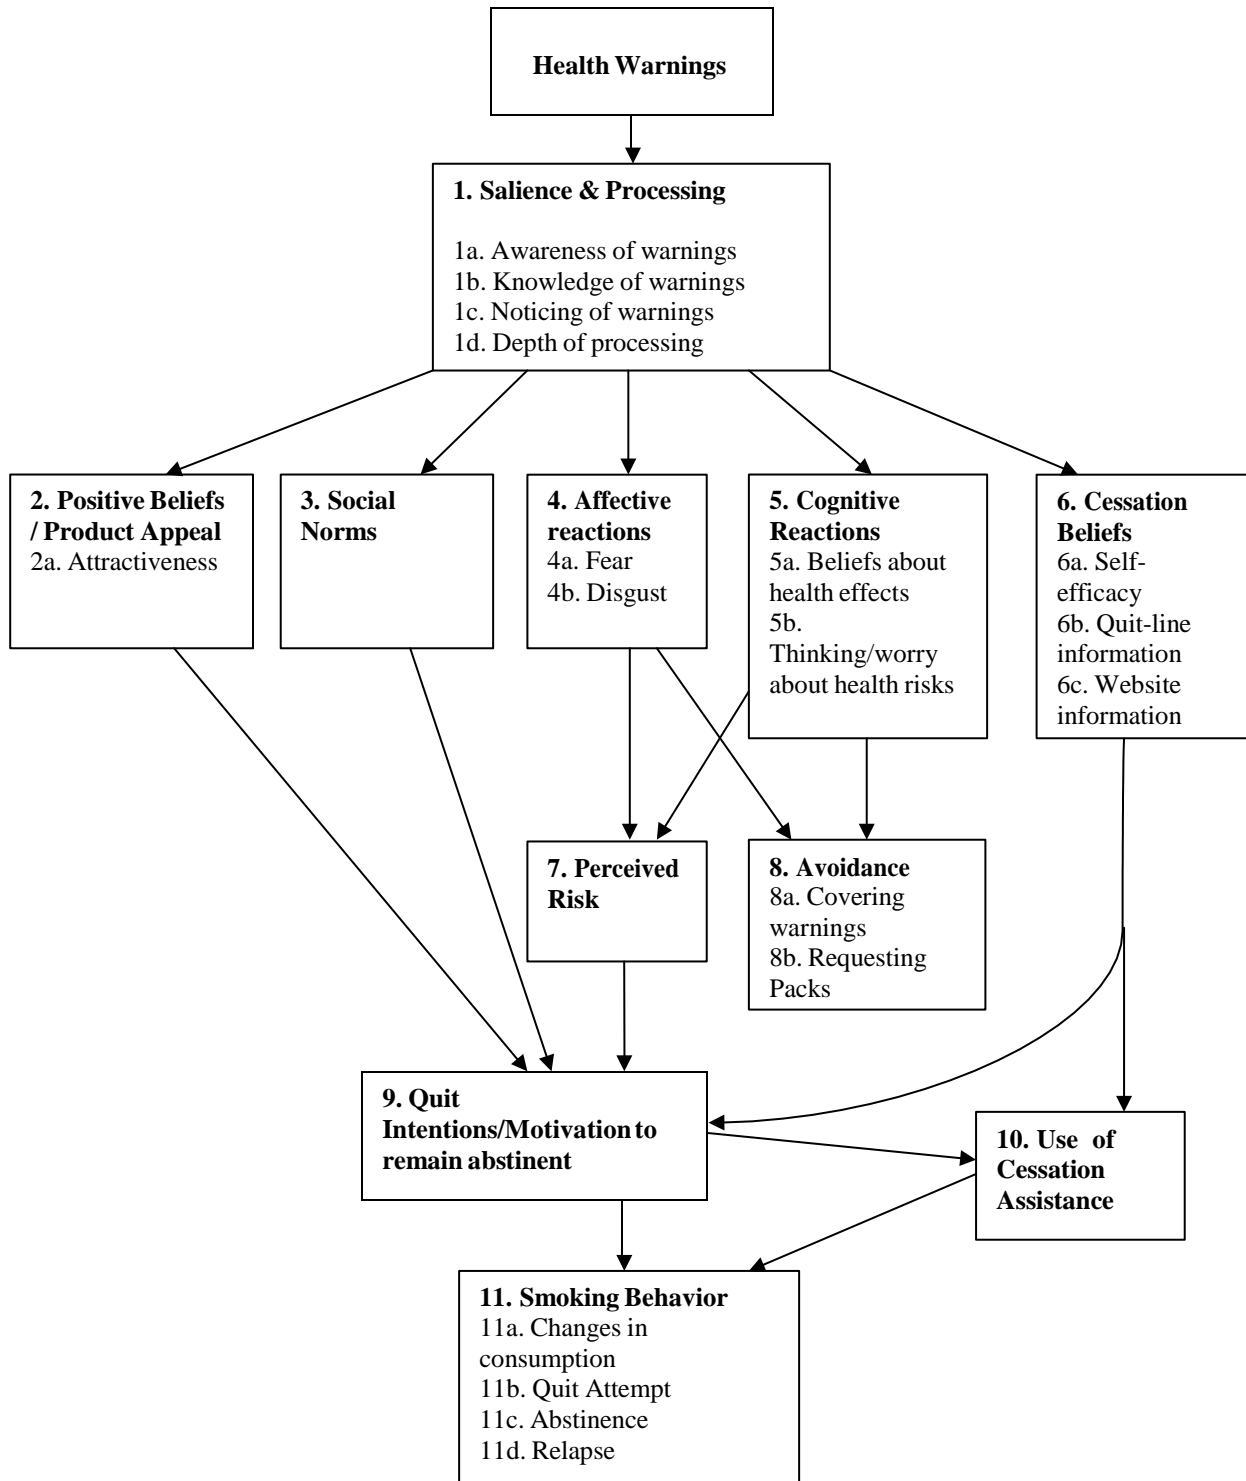 Health Warnings
1. Salience & Processing
1a. Awareness of warnings
1b. Knowledge of warnings
1c. Noticing of warnings
1d. Depth of processing
2. Positive Beliefs
/ Product Appeal
2a. Attractiveness
3. Social
Norms
4. Affective
reactions
4a. Fear
4b. Disgust
5. Cognitive
Reactions
5a. Beliefs about
health effects
5b.
Thinking/worry
about health risks
6. Cessation
Beliefs
6a. Self-
efficacy
6b. Quit-line
information
6c. Website
information
7. Perceived
Risk
8. Avoidance
8a. Covering
warnings
8b. Requesting
Packs
9. Quit
Intentions/Motivation to
remain abstinent
10. Use of
Cessation
Assistance
11. Smoking Behavior
11a. Changes in
consumption
11b. Quit Attempt
11c. Abstinence
11d. Relapse